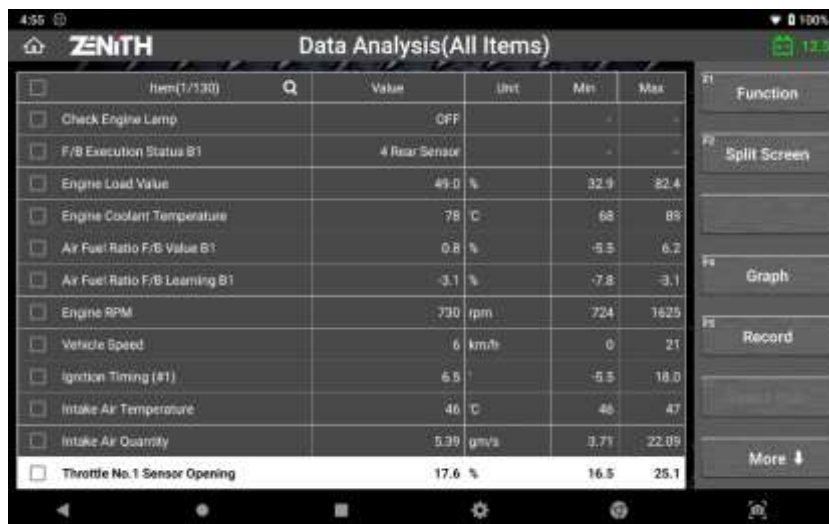 4:55
100%
ZENITH
Data Analysis(All Items)
12.5
Item(1/130) Value Unit Min Max
Check Engine Lamp OFF - -
F/B Execution Status B1 4 Rear Sensor - -
Engine Load Value 49.0 % 32.9 82.4
Engine Coolant Temperature 78 °C 68 89
Air Fuel Ratio F/B Value B1 0.8 % -5.5 6.2
Air Fuel Ratio F/B Learning B1 -3.1 % -7.8 -3.1
Engine RPM 730 rpm 724 1625
Vehicle Speed 6 km/h 0 21
Ignition Timing (#1) 6.5 ° -5.5 18.0
Intake Air Temperature 46 °C 46 47
Intake Air Quantity 5.39 gm/s 3.71 22.09
Throttle No.1 Sensor Opening 17.6 % 16.5 25.1
F1 Function
F2 Split Screen
F4 Graph
F5 Record
More